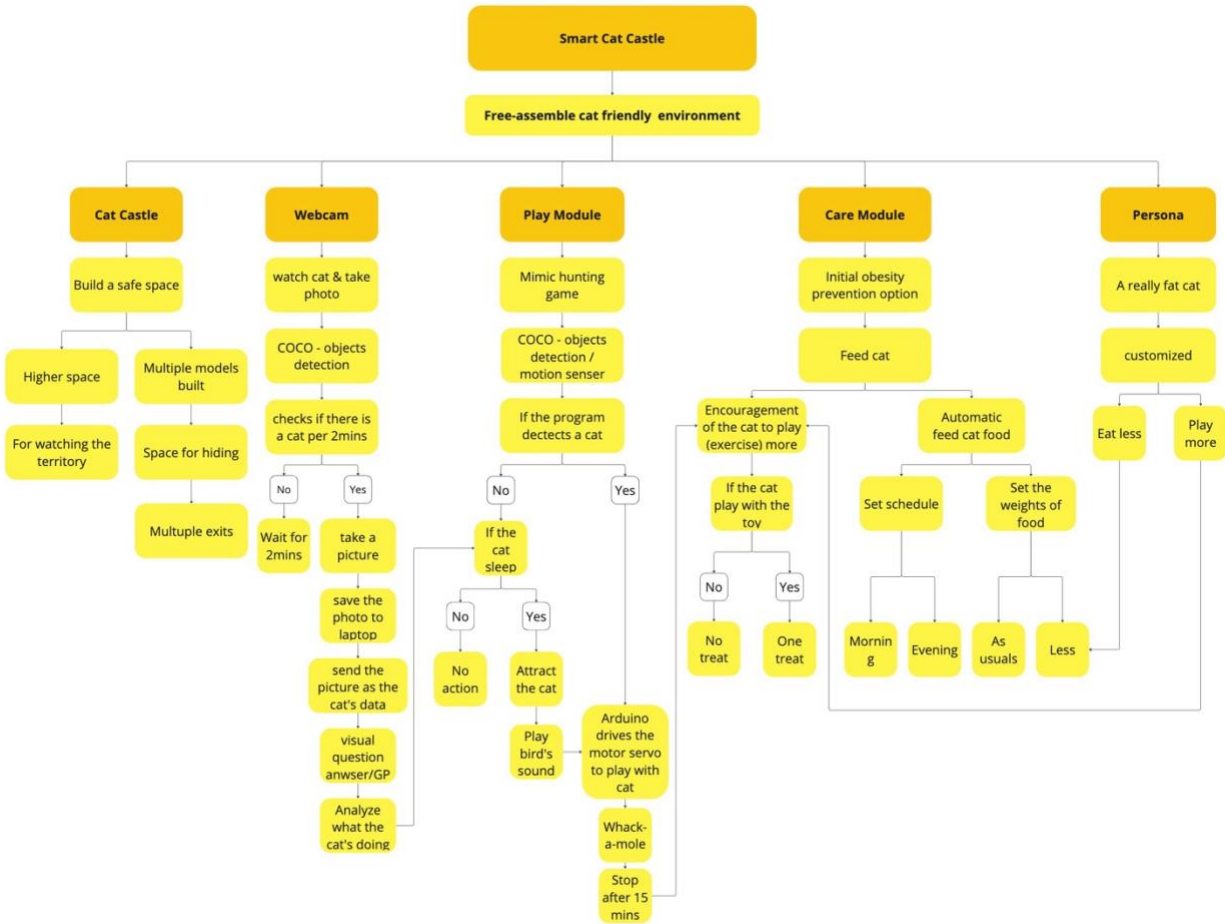 Smart Cat Castle
Free-assemble cat friendly environment
Cat Castle
Webcam
Play Module
Care Module
Persona
Build a safe space
watch cat & take
photo
Mimic hunting
game
Initial obesity
prevention option
A really fat cat
Higher space
Multiple models
built
COCO - objects
detection
COCO - objects
detection /
motion senser
Feed cat
customized
For watching the
territory
Space for hiding
Multuple exits
checks if there is
a cat per 2mins
If the program
dectects a cat
Encouragement
of the cat to play
(exercise) more
Automatic
feed cat food
Eat less
Play
more
No
Yes
Wait for
2mins
take a
picture
save the
photo to
laptop
send the
picture as the
cat's data
visual
question
anwser/GP
Analyze
what the
cat's doing
No
Yes
If the
cat
sleep
No
Yes
No
action
Attract
the cat
Play
bird's
sound
Arduino
drives the
motor servo
to play with
cat
Whack-
a-mole
Stop
after 15
mins
If the cat
play with the
toy
No
Yes
No
treat
One
treat
Set schedule
Set the
weights of
food
Mornin
g
Evening
As
usuals
Less